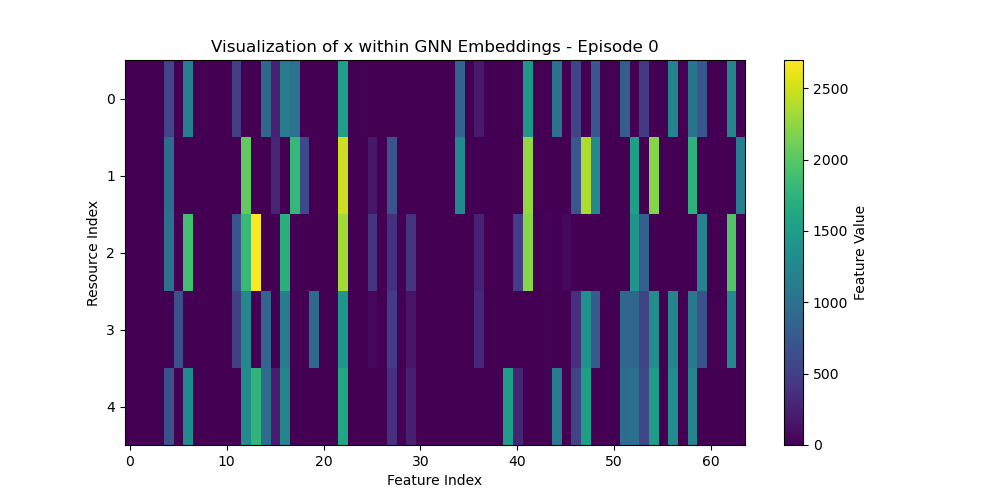 Visualization of x within GNN Embeddings - Episode 0
Resource Index
0
1
2
3
4
0 10 20 30 40 50 60
Feature Index
2500
2000
1500
1000
500
0
Feature Value